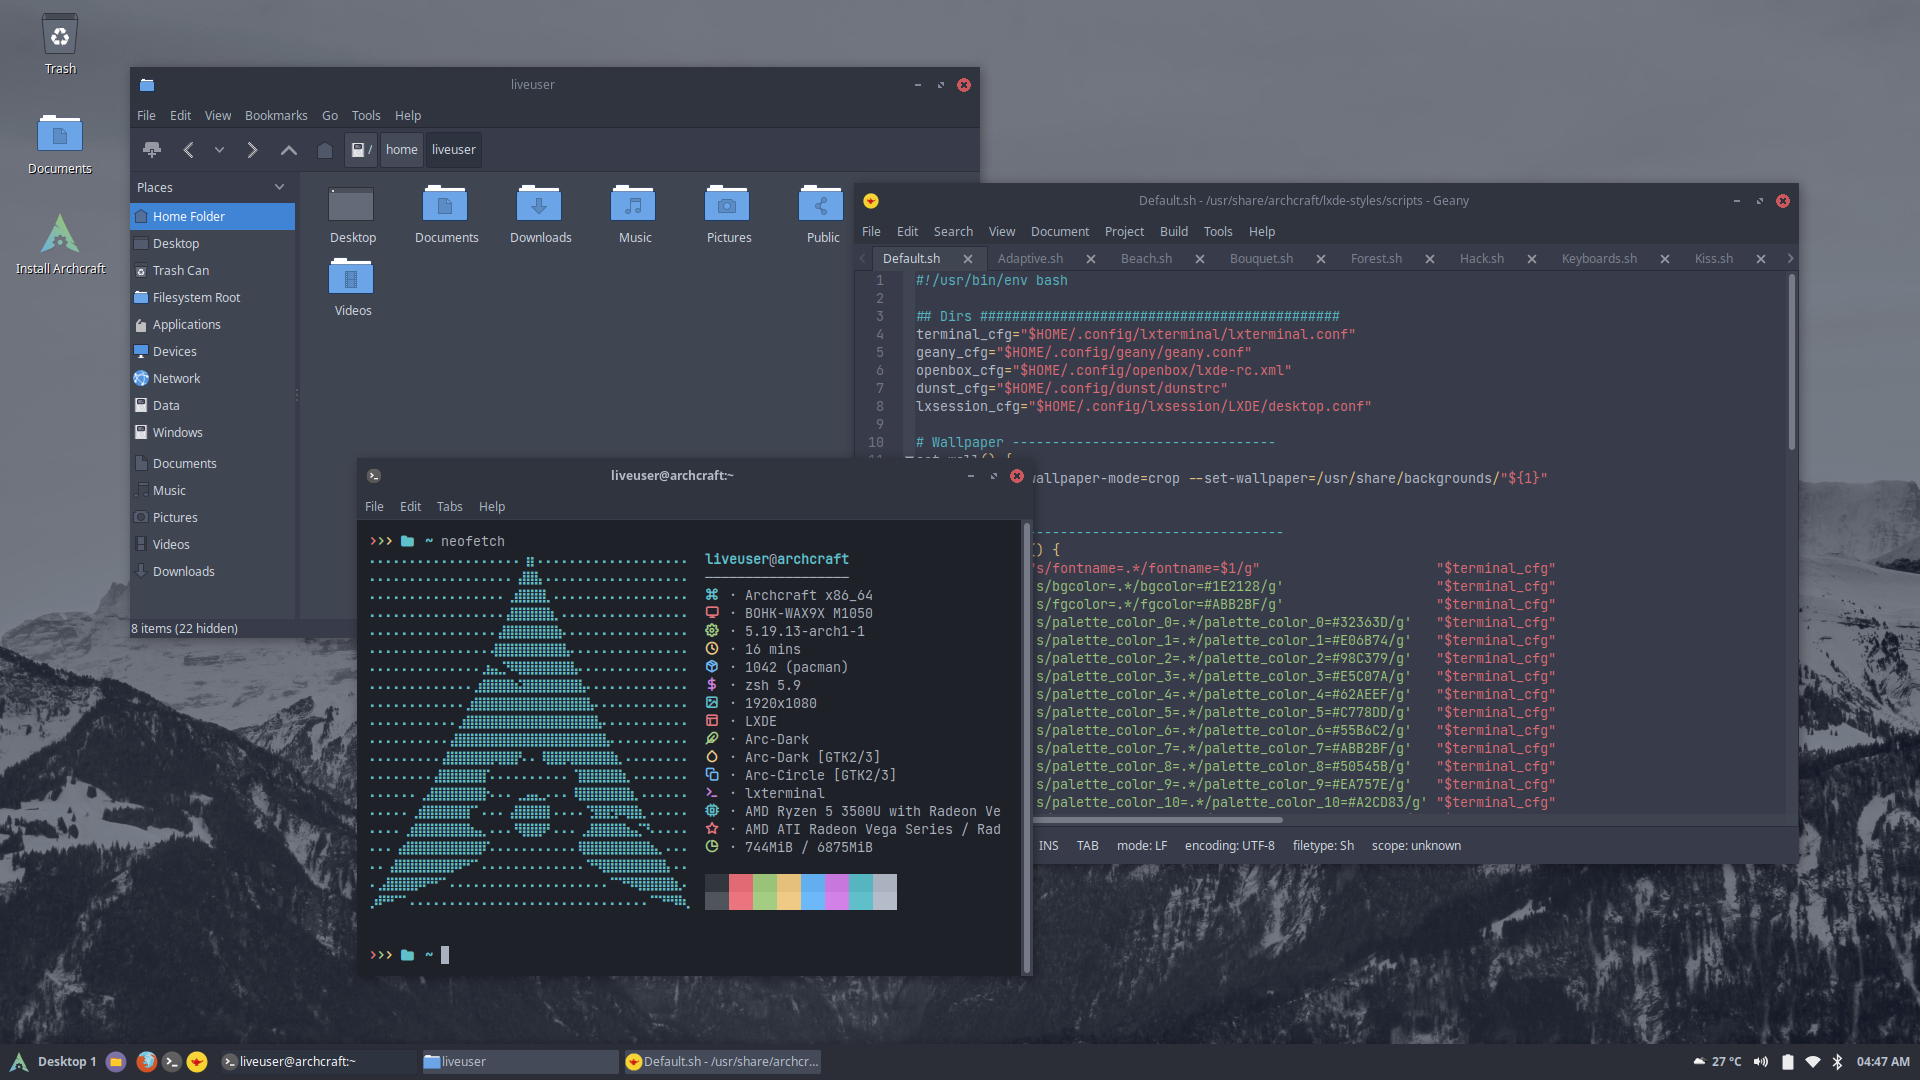 Trash
Documents
Install Archcraft
liveuser
File Edit View Bookmarks Go Tools Help
/ home liveuser
Places
Home Folder
Desktop
Trash Can
Filesystem Root
Applications
Devices
Network
Data
Windows
Documents
Music
Pictures
Videos
Downloads
Desktop Documents Downloads Music Pictures Public
Videos
8 items (22 hidden)
Default.sh - /usr/share/archcraft/lxde-styles/scripts - Geany
File Edit Search View Document Project Build Tools Help
Default.sh Adaptive.sh Beach.sh Bouquet.sh Forest.sh Hack.sh Keyboards.sh Kiss.sh
1 #!/usr/bin/env bash
2
3 ## Dirs #############################################
4 terminal_cfg="$HOME/.config/lxterminal/lxterminal.conf"
5 geany_cfg="$HOME/.config/geany/geany.conf"
6 openbox_cfg="$HOME/.config/openbox/lxde-rc.xml"
7 dunst_cfg="$HOME/.config/dunst/dunstrc"
8 lxsession_cfg="$HOME/.config/lxsession/LXDE/desktop.conf"
9
10 # Wallpaper ---------------------------------
wallpaper-mode=crop --set-wallpaper=/usr/share/backgrounds/"${1}"
-------------------------------
) {
s/fontname=.*/fontname=$1/g" "$terminal_cfg"
s/bgcolor=.*/bgcolor=#1E2128/g' "$terminal_cfg"
s/fgcolor=.*/fgcolor=#ABB2BF/g' "$terminal_cfg"
s/palette_color_0=.*/palette_color_0=#32363D/g' "$terminal_cfg"
s/palette_color_1=.*/palette_color_1=#E06B74/g' "$terminal_cfg"
s/palette_color_2=.*/palette_color_2=#98C379/g' "$terminal_cfg"
s/palette_color_3=.*/palette_color_3=#E5C07A/g' "$terminal_cfg"
s/palette_color_4=.*/palette_color_4=#62AEEF/g' "$terminal_cfg"
s/palette_color_5=.*/palette_color_5=#C778DD/g' "$terminal_cfg"
s/palette_color_6=.*/palette_color_6=#55B6C2/g' "$terminal_cfg"
s/palette_color_7=.*/palette_color_7=#ABB2BF/g' "$terminal_cfg"
s/palette_color_8=.*/palette_color_8=#50545B/g' "$terminal_cfg"
s/palette_color_9=.*/palette_color_9=#EA757E/g' "$terminal_cfg"
s/palette_color_10=.*/palette_color_10=#A2CD83/g' "$terminal_cfg"
INS TAB mode: LF encoding: UTF-8 filetype: Sh scope: unknown
liveuser@archcraft:~
File Edit Tabs Help
>>> ~ neofetch
liveuser@archcraft
------------------
· Archcraft x86_64
· BOHK-WAX9X M1050
· 5.19.13-arch1-1
· 16 mins
· 1042 (pacman)
· zsh 5.9
· 1920x1080
· LXDE
· Arc-Dark
· Arc-Dark [GTK2/3]
· Arc-Circle [GTK2/3]
· lxterminal
· AMD Ryzen 5 3500U with Radeon Ve
· AMD ATI Radeon Vega Series / Rad
· 744MiB / 6875MiB
>>> ~
Desktop 1 liveuser@archcraft:~ liveuser Default.sh - /usr/share/archcr... 27 °C 04:47 AM